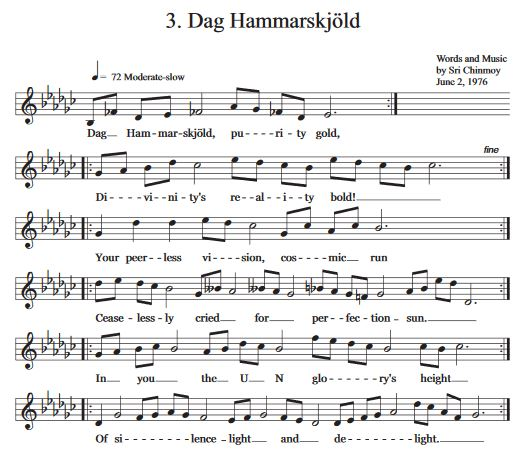 3. Dag Hammarskjöld
= 72 Moderate-slow
Words and Music
by Sri Chinmoy
June 2, 1976
Dag Ham-mar-skjöld, pu----ri-ty gold,
fine
Di----vi-ni-ty's re-al-i-ty bold!
Your peer-less vi--sion, cos-mic run
Cease-less-ly cried for per-fec-tion-sun.
In you the U N glo--ry's height
Of si--lence-light and de-light.